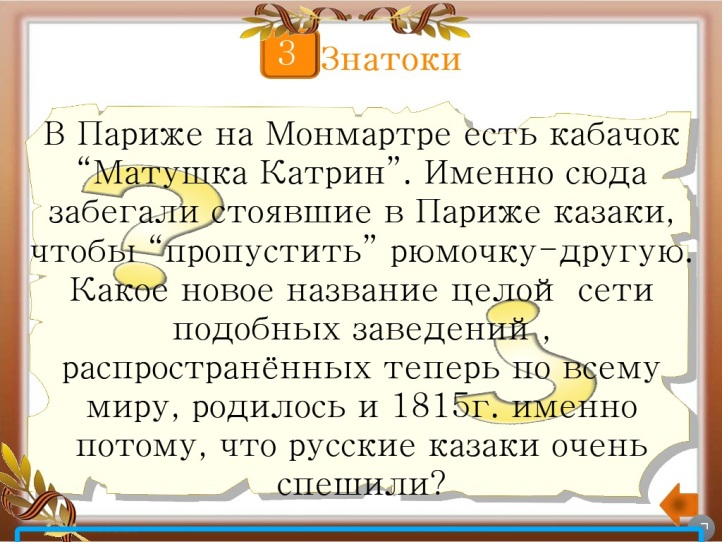 3 Знатоки
В Париже на Монмартре есть кабачок
“Матушка Катрин”. Именно сюда
забегали стоявшие в Париже казаки,
чтобы “пропустить” рюмочку-другую.
Какое новое название целой сети
подобных заведений ,
распространённых теперь по всему
миру, родилось и 1815г. именно
потому, что русские казаки очень
спешили?